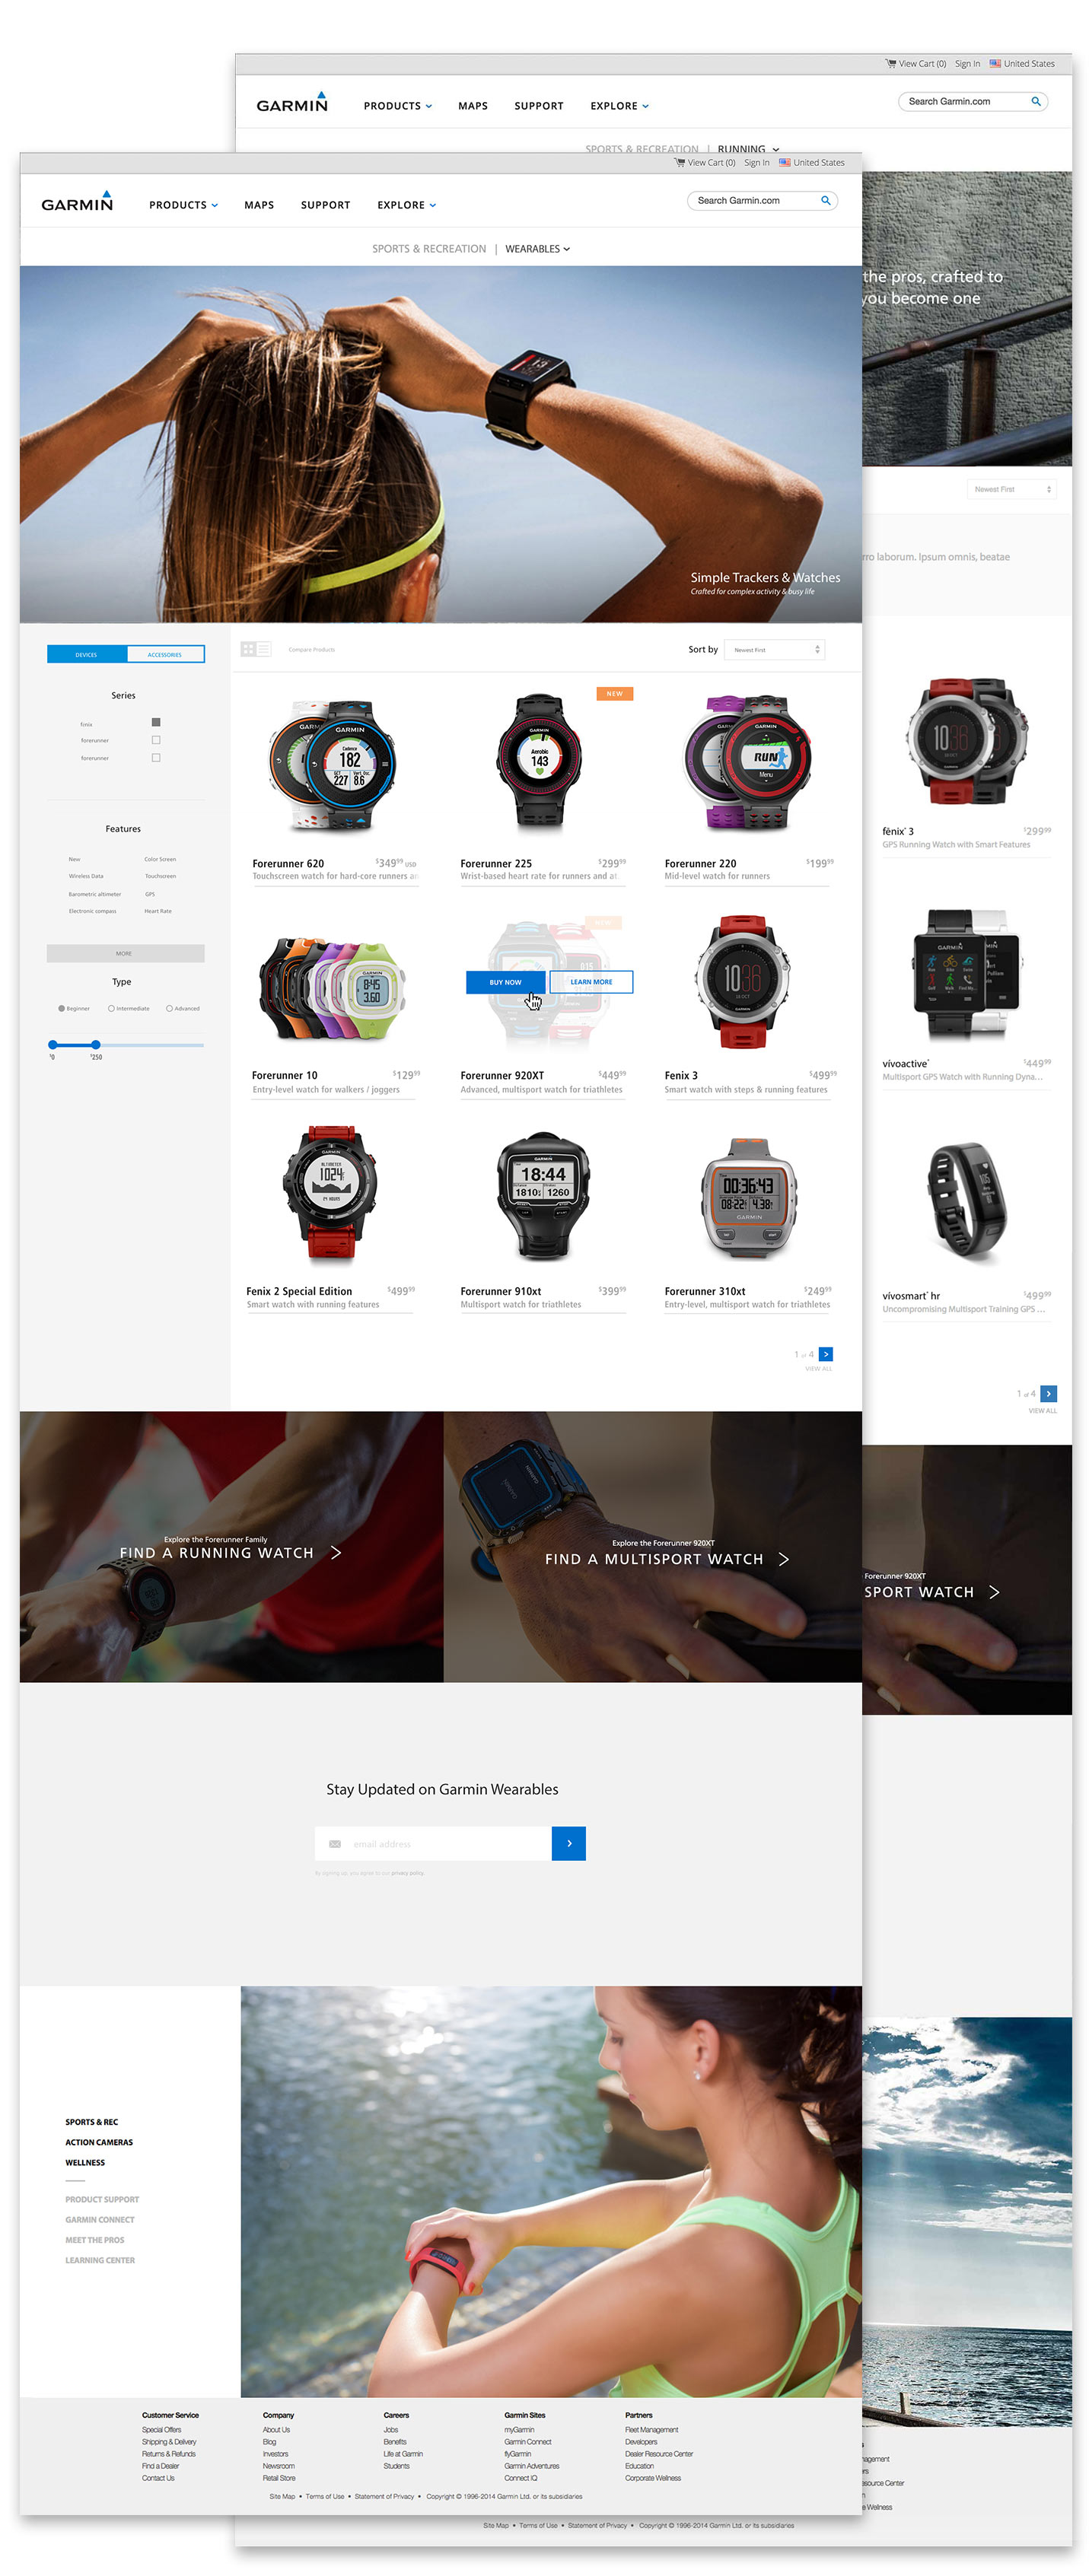 View Cart (0) Sign In United States
GARMIN PRODUCTS MAPS SUPPORT EXPLORE Search Garmin.com
SPORTS & RECREATION | RUNNING
the pros, crafted to
you become one
Newest First
laborum. Ipsum omnis, beatae
fēnix 3 $299.99
GPS Running Watch with Smart Features
vívoactive $449.99
Multisport GPS Watch with Running Dyna...
vívosmart hr $499.99
Uncompromising Multisport Training GPS ...
1 of 4 >
VIEW ALL
Forerunner 920XT
SPORT WATCH
Site Map • Terms of Use • Statement of Privacy • Copyright © 1996-2014 Garmin Ltd. or its subsidiaries
View Cart (0) Sign In United States
GARMIN PRODUCTS MAPS SUPPORT EXPLORE Search Garmin.com
SPORTS & RECREATION | WEARABLES
Simple Trackers & Watches
Crafted for complex activity & busy life
DEVICES ACCESSORIES
Series
fenix
forerunner
forerunner
Features
New Color Screen
Wireless Data Touchscreen
Barometric altimeter GPS
Electronic compass Heart Rate
MORE
Type
Beginner Intermediate Advanced
$0 $250
Compare Products Sort by Newest First
NEW
Forerunner 620 $349.99 USD
Touchscreen watch for hard-core runners an
Forerunner 225 $299.99
Wrist-based heart rate for runners and at
Forerunner 220 $199.99
Mid-level watch for runners
NEW
BUY NOW LEARN MORE
Forerunner 10 $129.99
Entry-level watch for walkers / joggers
Forerunner 920XT $449.99
Advanced, multisport watch for triathletes
Fenix 3 $499.99
Smart watch with steps & running features
Fenix 2 Special Edition $499.99
Smart watch with running features
Forerunner 910xt $399.99
Multisport watch for triathletes
Forerunner 310xt $249.99
Entry-level, multisport watch for triathletes
1 of 4 >
VIEW ALL
Explore the Forerunner Family
FIND A RUNNING WATCH
Explore the Forerunner 920XT
FIND A MULTISPORT WATCH
Stay Updated on Garmin Wearables
email address
By signing up, you agree to our privacy policy
SPORTS & REC
ACTION CAMERAS
WELLNESS
PRODUCT SUPPORT
GARMIN CONNECT
MEET THE PROS
LEARNING CENTER
Customer Service
Special Offers
Shipping & Delivery
Returns & Refunds
Find a Dealer
Contact Us
Company
About Us
Blog
Investors
Newsroom
Retail Store
Careers
Jobs
Benefits
Life at Garmin
Students
Garmin Sites
myGarmin
Garmin Connect
flyGarmin
Garmin Adventures
Connect IQ
Partners
Fleet Management
Developers
Dealer Resource Center
Education
Corporate Wellness
Site Map • Terms of Use • Statement of Privacy • Copyright © 1996-2014 Garmin Ltd. or its subsidiaries